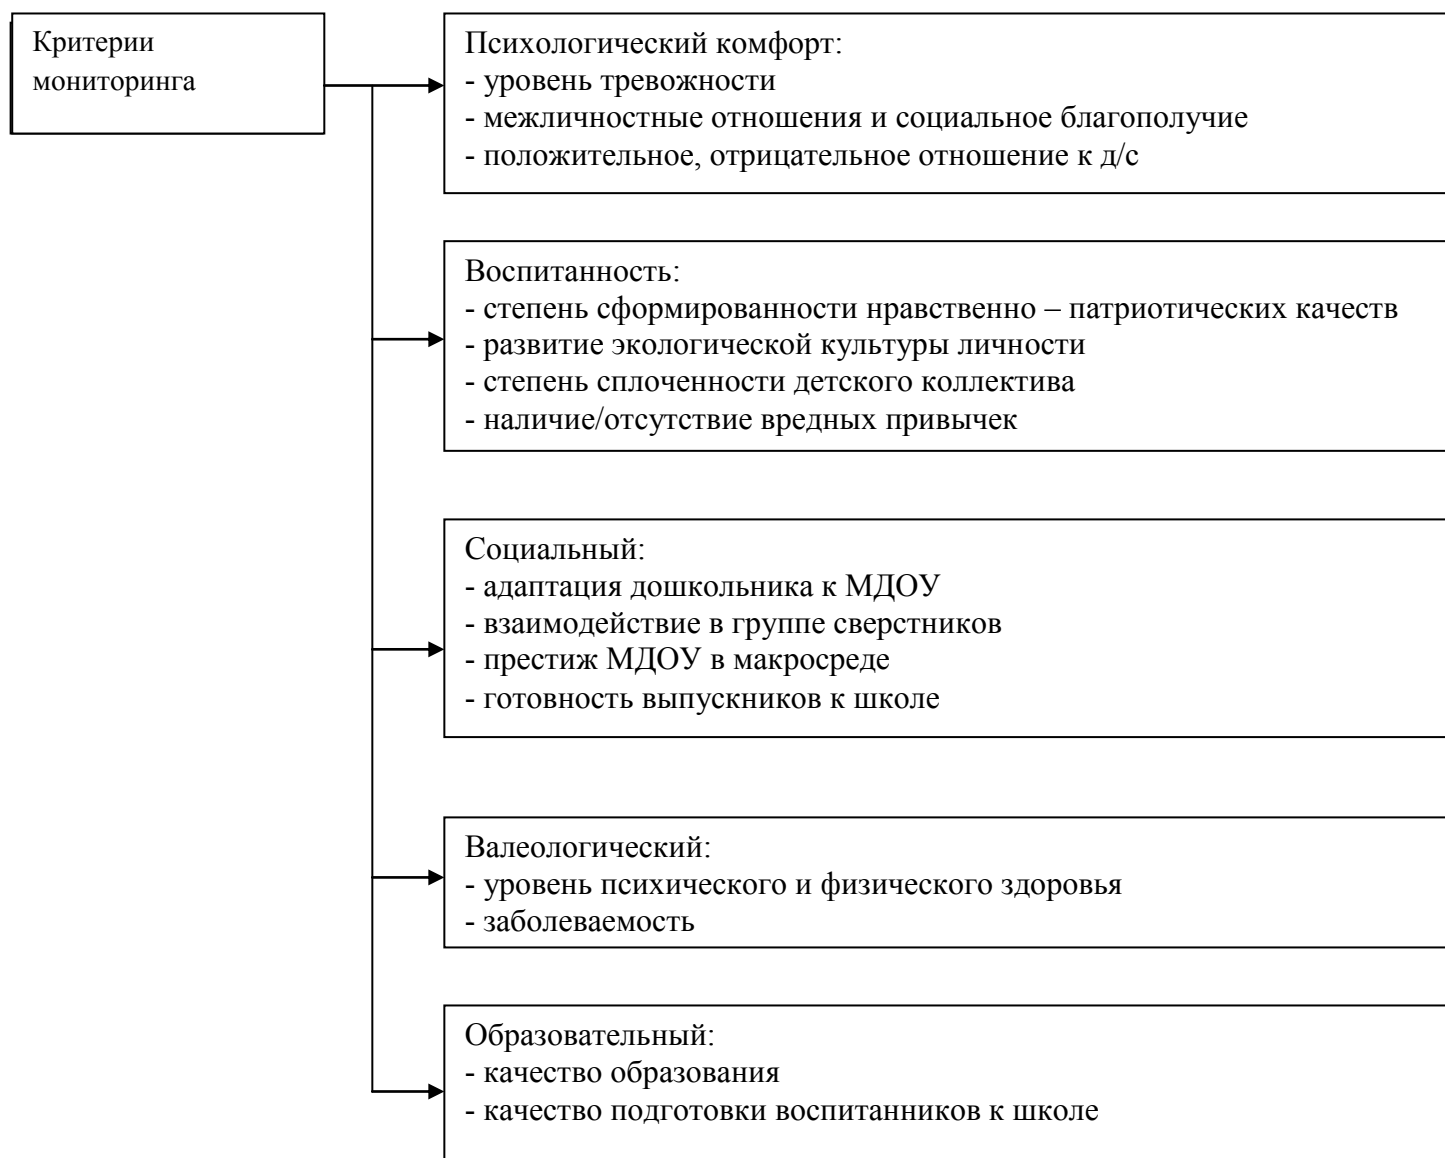 Критерии
мониторинга
Психологический комфорт:
- уровень тревожности
- межличностные отношения и социальное благополучие
- положительное, отрицательное отношение к д/с
Воспитанность:
- степень сформированности нравственно – патриотических качеств
- развитие экологической культуры личности
- степень сплоченности детского коллектива
- наличие/отсутствие вредных привычек
Социальный:
- адаптация дошкольника к МДОУ
- взаимодействие в группе сверстников
- престиж МДОУ в макросреде
- готовность выпускников к школе
Валеологический:
- уровень психического и физического здоровья
- заболеваемость
Образовательный:
- качество образования
- качество подготовки воспитанников к школе